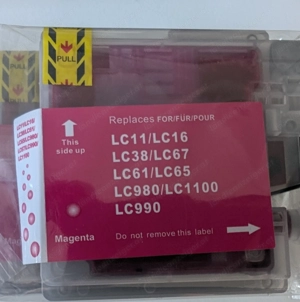 PULL
PULL
This
side up
Replaces FOR/FÜR/POUR
LC11/LC16
LC38/LC67
LC61/LC65
LC980/LC1100
LC990
Magenta
Do not remove this label